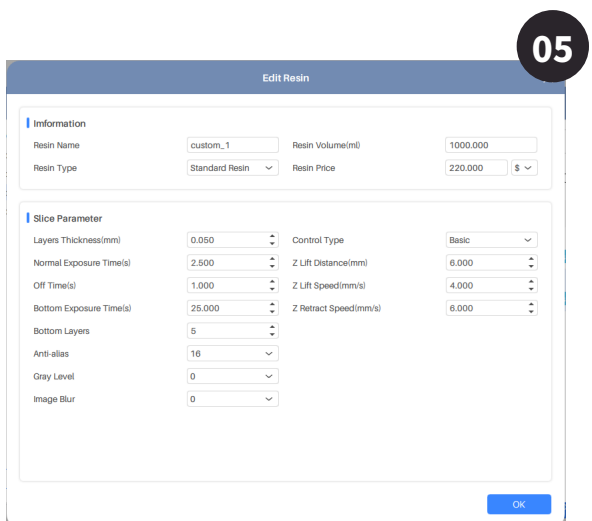 05
Edit Resin
Imformation
Resin Name custom_1 Resin Volume(ml) 1000.000
Resin Type Standard Resin Resin Price 220.000 $
Slice Parameter
Layers Thickness(mm) 0.050 Control Type Basic
Normal Exposure Time(s) 2.500 Z Lift Distance(mm) 6.000
Off Time(s) 1.000 Z Lift Speed(mm/s) 4.000
Bottom Exposure Time(s) 25.000 Z Retract Speed(mm/s) 6.000
Bottom Layers 5
Anti-alias 16
Gray Level 0
Image Blur 0
OK